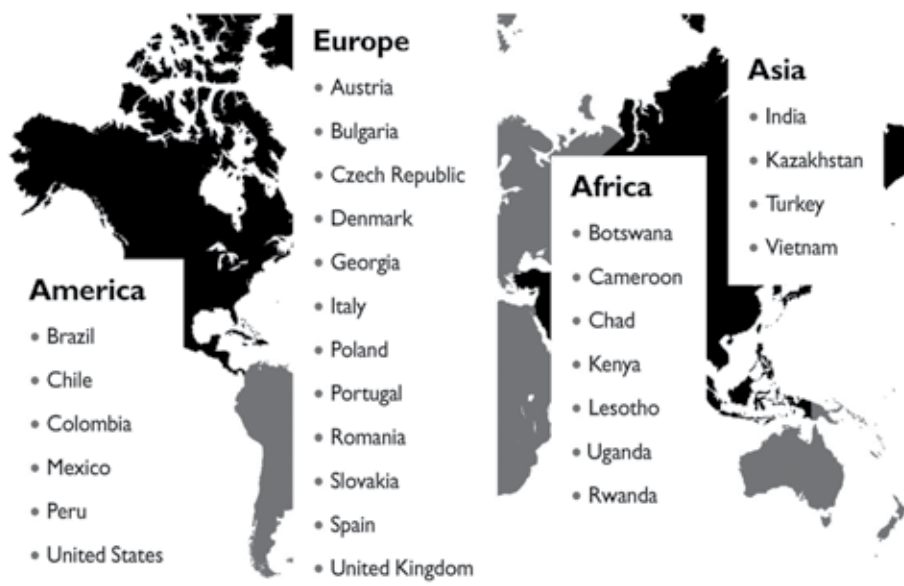 America
• Brazil
• Chile
• Colombia
• Mexico
• Peru
• United States
Europe
• Austria
• Bulgaria
• Czech Republic
• Denmark
• Georgia
• Italy
• Poland
• Portugal
• Romania
• Slovakia
• Spain
• United Kingdom
Africa
• Botswana
• Cameroon
• Chad
• Kenya
• Lesotho
• Uganda
• Rwanda
Asia
• India
• Kazakhstan
• Turkey
• Vietnam